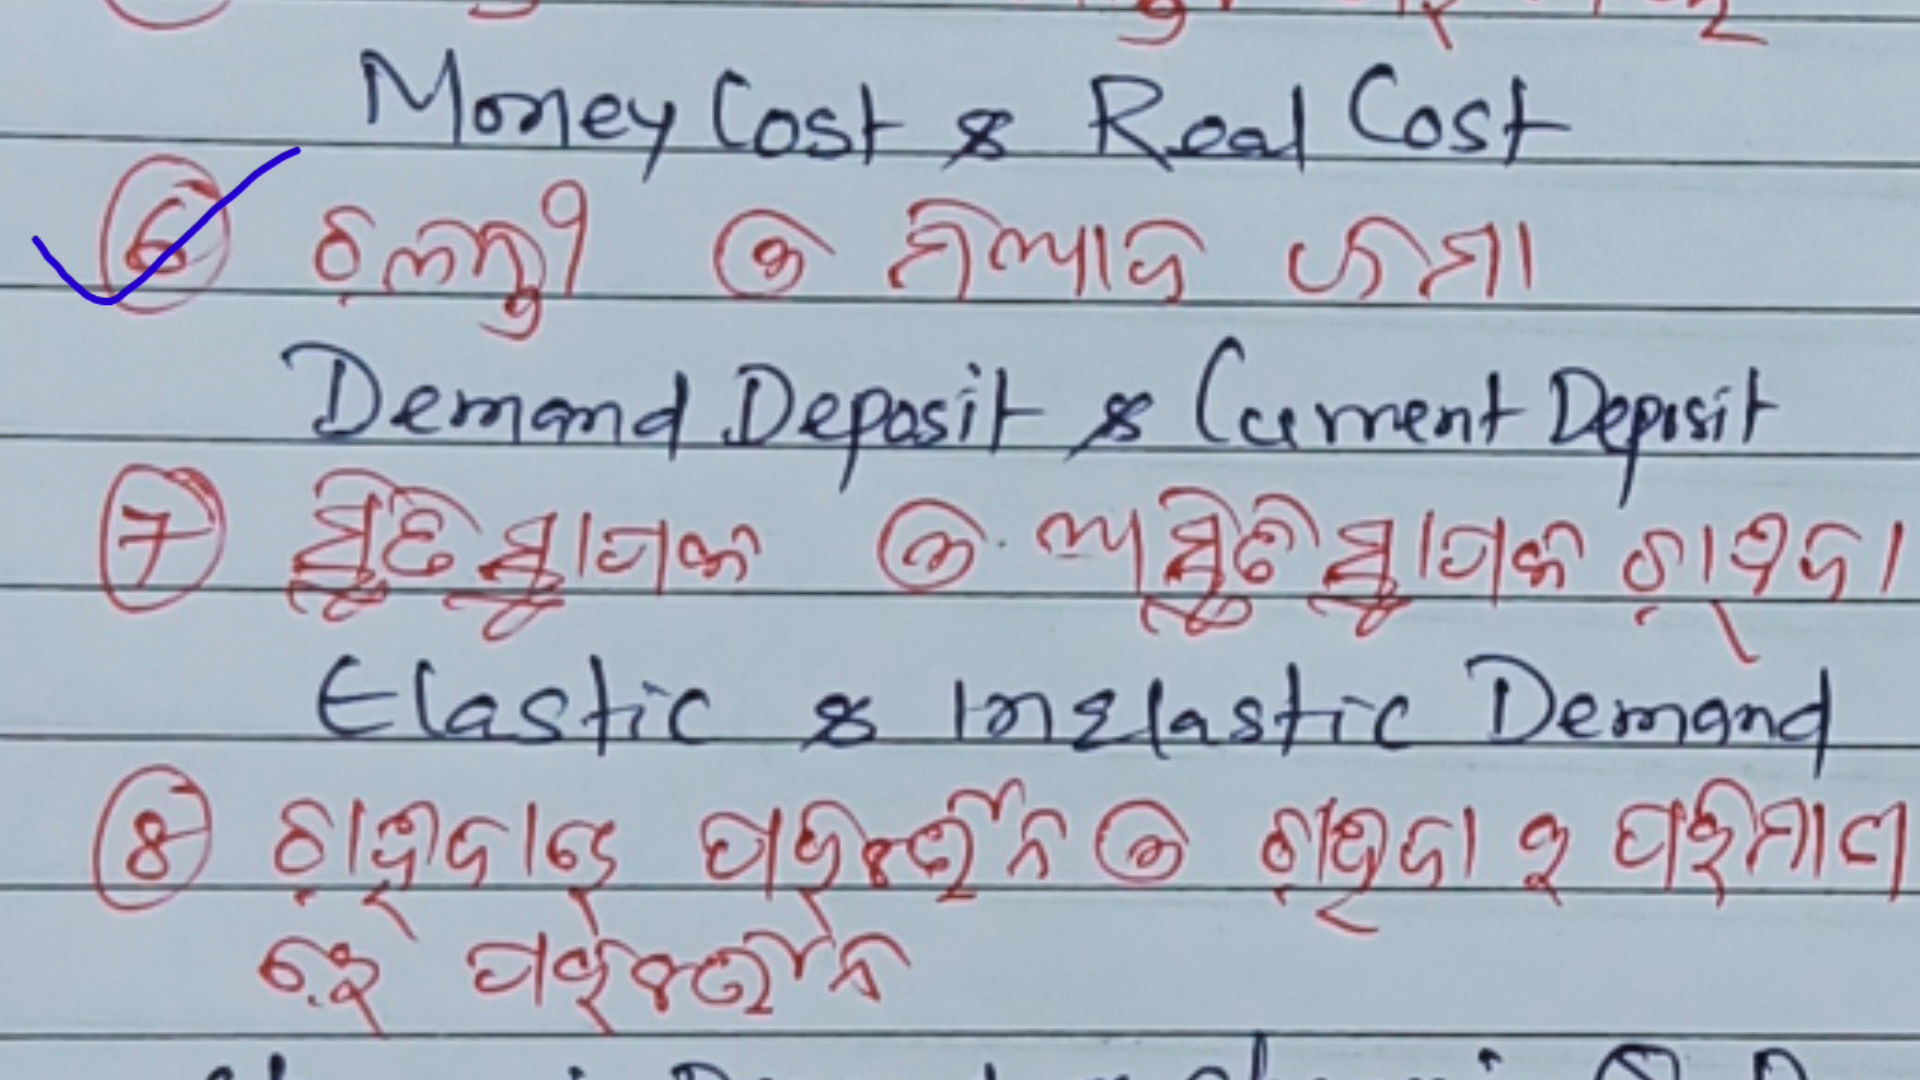 Money Cost & Real Cost
6 ଚଳନ୍ତୀ ଓ ମିଆଦ ଜମା
Demand Deposit & Current Deposit
7 ସ୍ଥିତିସ୍ଥାପକ ଓ ଅସ୍ଥିତିସ୍ଥାପକ ଚାହିଦା
Elastic & Inelastic Demand
8 ଚାହିଦାରେ ପରିବର୍ତ୍ତନ ଓ ଚାହିଦା ର ପରିମାଣ
ରେ ପରିବର୍ତ୍ତନ